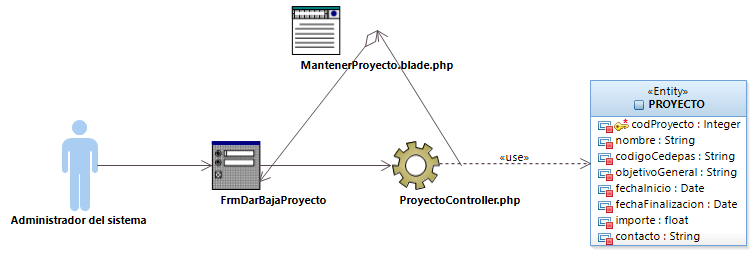 MantenerProyecto.blade.php
Administrador del sistema
FrmDarBajaProyecto
ProyectoController.php
«use»
«Entity»
PROYECTO
codProyecto : Integer
nombre : String
codigoCedepas : String
objetivoGeneral : String
fechaInicio : Date
fechaFinalizacion : Date
importe : float
contacto : String